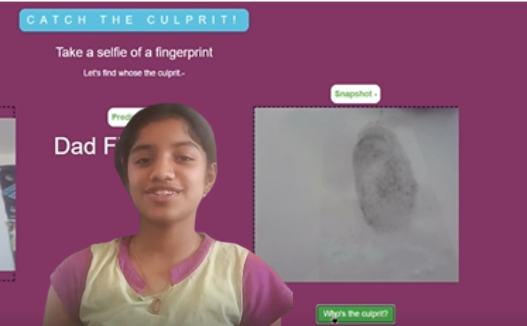 CATCH THE CULPRIT!
Take a selfie of a fingerprint
Let's find whose the culprit.-
Snapshot -
Dad
Who's the culprit?